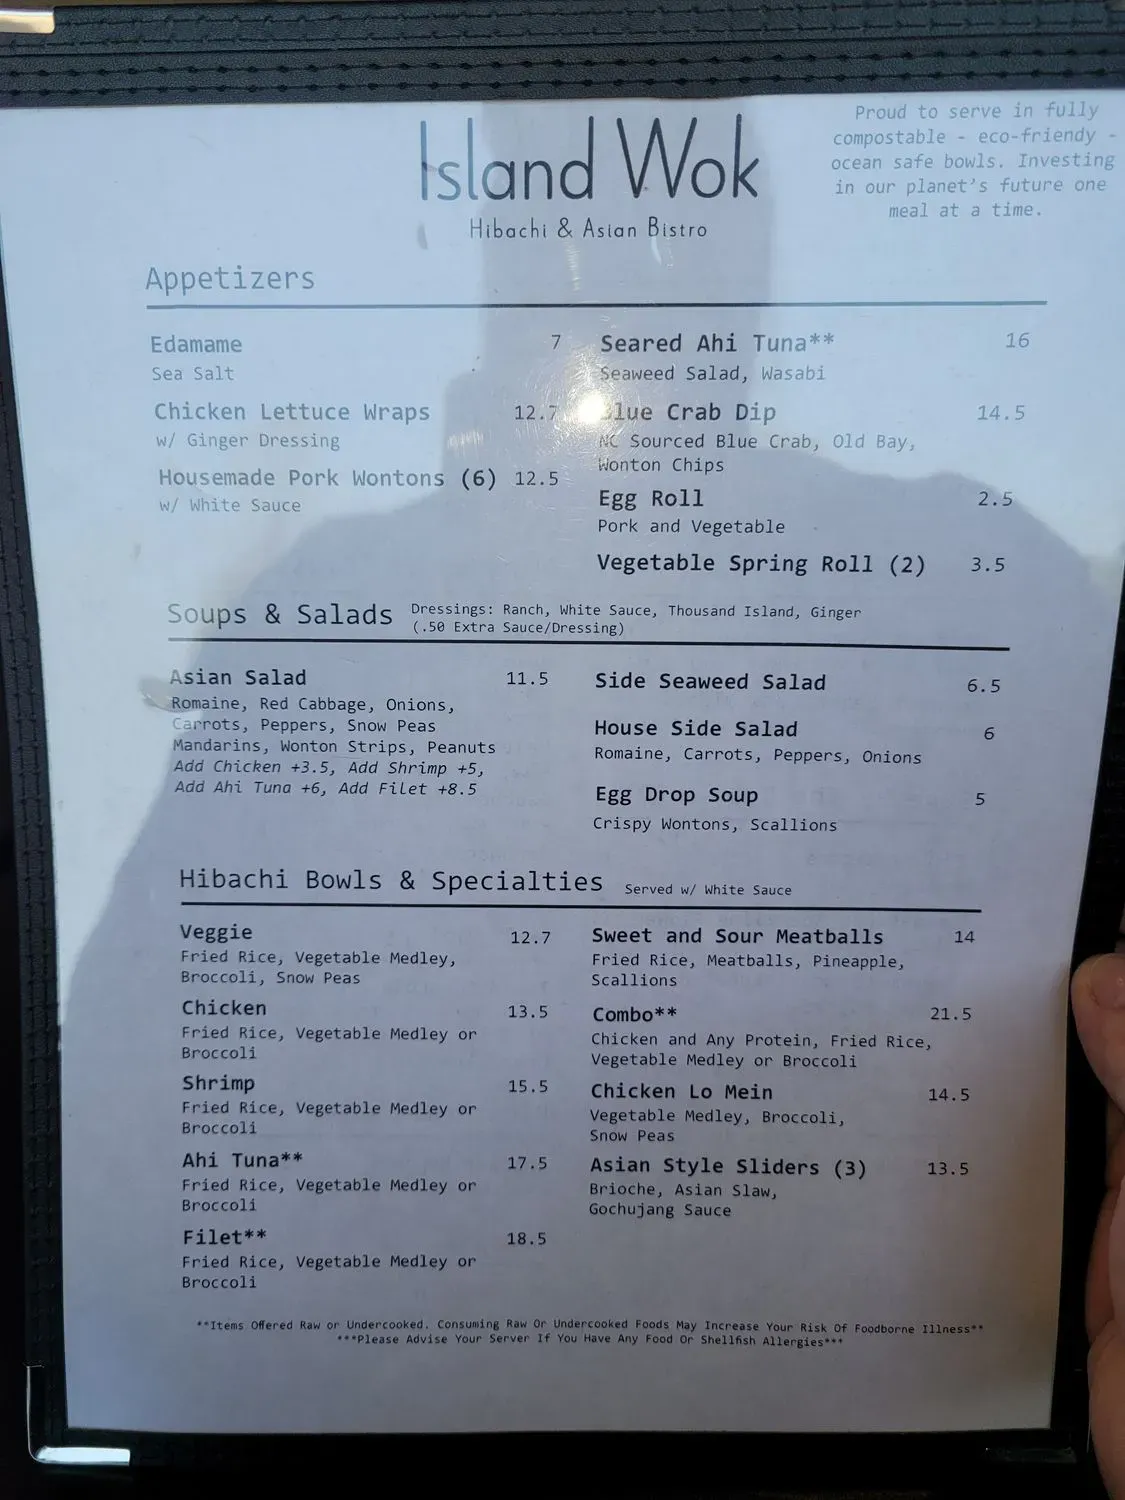 Island Wok
Hibachi & Asian Bistro
Proud to serve in fully
compostable - eco-friendy -
ocean safe bowls. Investing
in our planet's future one
meal at a time.
Appetizers
Edamame 7
Sea Salt
Chicken Lettuce Wraps 12.7
w/ Ginger Dressing
Housemade Pork Wontons (6) 12.5
w/ White Sauce
Seared Ahi Tuna** 16
Seaweed Salad, Wasabi
Blue Crab Dip 14.5
NC Sourced Blue Crab, Old Bay,
Wonton Chips
Egg Roll 2.5
Pork and Vegetable
Vegetable Spring Roll (2) 3.5
Soups & Salads Dressings: Ranch, White Sauce, Thousand Island, Ginger
(.50 Extra Sauce/Dressing)
Asian Salad 11.5
Romaine, Red Cabbage, Onions,
Carrots, Peppers, Snow Peas
Mandarins, Wonton Strips, Peanuts
Add Chicken +3.5, Add Shrimp +5,
Add Ahi Tuna +6, Add Filet +8.5
Side Seaweed Salad 6.5
House Side Salad 6
Romaine, Carrots, Peppers, Onions
Egg Drop Soup 5
Crispy Wontons, Scallions
Hibachi Bowls & Specialties Served w/ White Sauce
Veggie 12.7
Fried Rice, Vegetable Medley,
Broccoli, Snow Peas
Chicken 13.5
Fried Rice, Vegetable Medley or
Broccoli
Shrimp 15.5
Fried Rice, Vegetable Medley or
Broccoli
Ahi Tuna** 17.5
Fried Rice, Vegetable Medley or
Broccoli
Filet** 18.5
Fried Rice, Vegetable Medley or
Broccoli
Sweet and Sour Meatballs 14
Fried Rice, Meatballs, Pineapple,
Scallions
Combo** 21.5
Chicken and Any Protein, Fried Rice,
Vegetable Medley or Broccoli
Chicken Lo Mein 14.5
Vegetable Medley, Broccoli,
Snow Peas
Asian Style Sliders (3) 13.5
Brioche, Asian Slaw,
Gochujang Sauce
**Items Offered Raw or Undercooked. Consuming Raw Or Undercooked Foods May Increase Your Risk Of Foodborne Illness**
***Please Advise Your Server If You Have Any Food Or Shellfish Allergies***